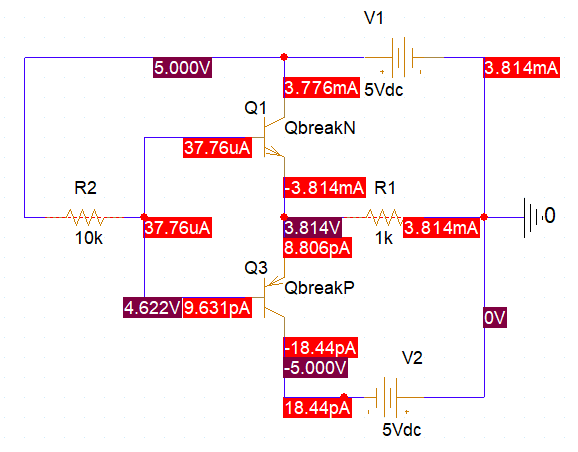 V1
5.000V
3.814mA
3.776mA
5Vdc
Q1
QbreakN
37.76uA
R2
-3.814mA
R1
10k
37.76uA
3.814V
1k
3.814mA
0
8.806pA
Q3
QbreakP
4.622V
9.631pA
0V
-18.44pA
-5.000V
V2
18.44pA
5Vdc